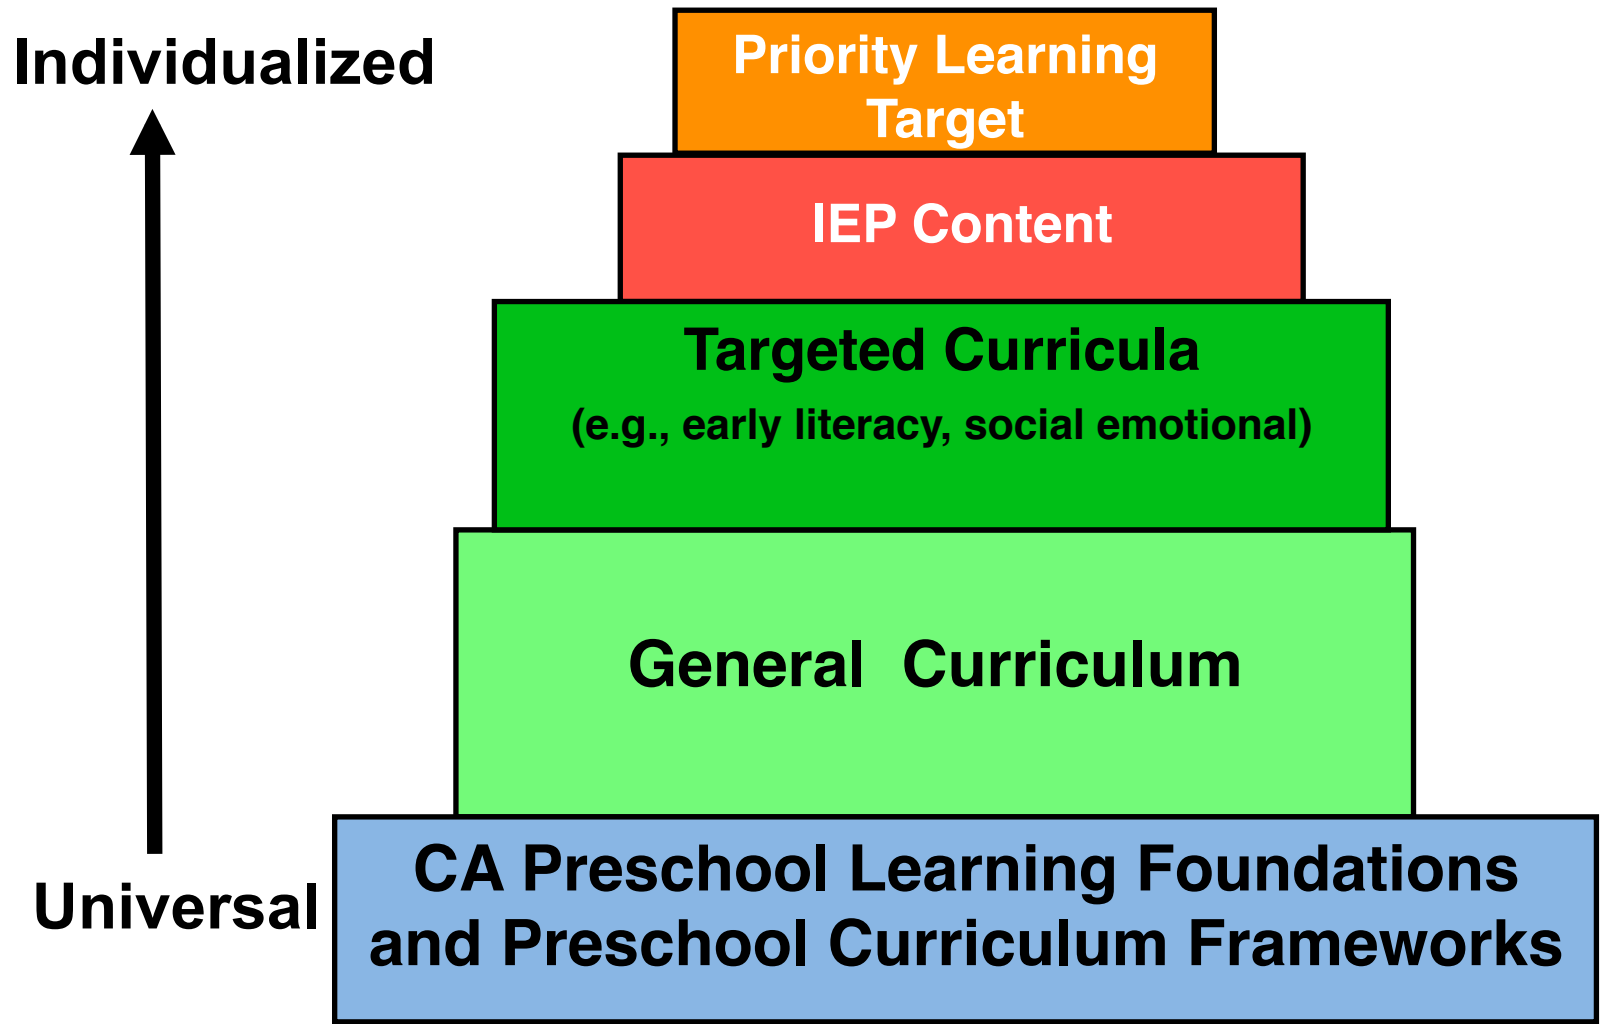 Individualized
Priority Learning
Target
IEP Content
Targeted Curricula
(e.g., early literacy, social emotional)
General Curriculum
Universal
CA Preschool Learning Foundations
and Preschool Curriculum Frameworks